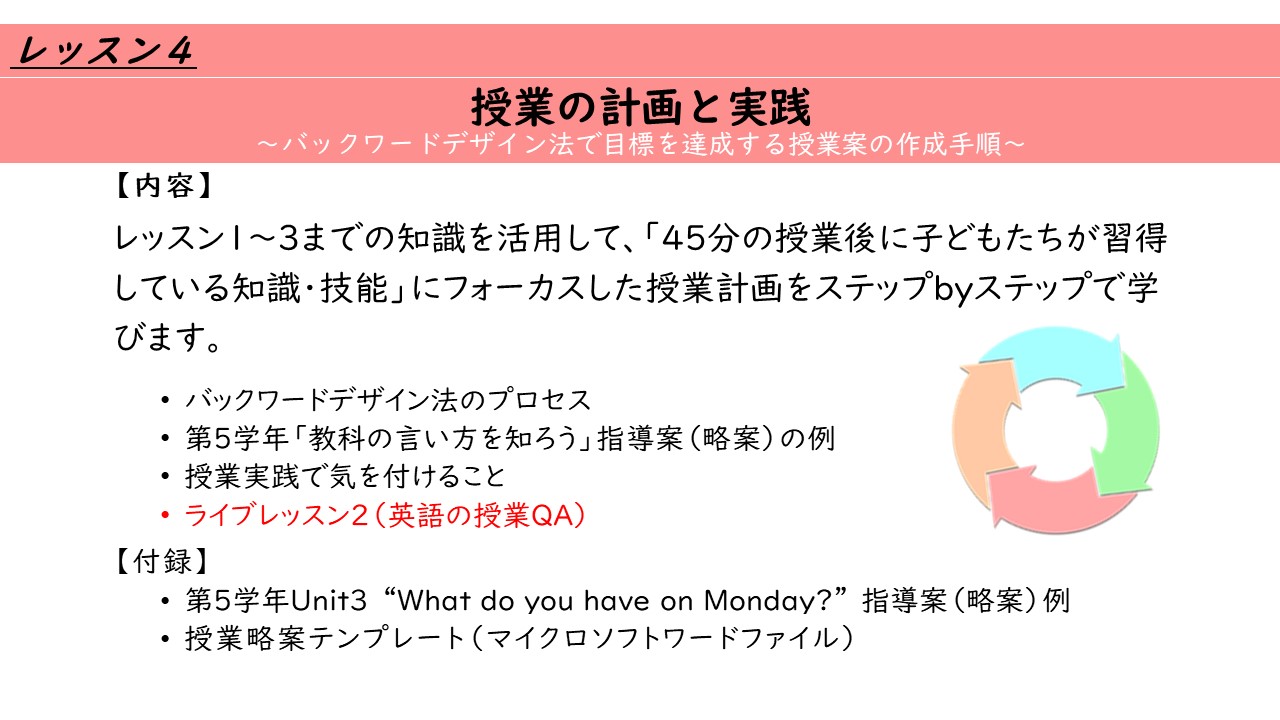 レッスン4
授業の計画と実践
～バックワードデザイン法で目標を達成する授業案の作成手順～
【内容】
レッスン1～3までの知識を活用して、「45分の授業後に子どもたちが習得
している知識・技能」にフォーカスした授業計画をステップbyステップで学
びます。
• バックワードデザイン法のプロセス
• 第5学年「教科の言い方を知ろう」指導案（略案）の例
• 授業実践で気を付けること
• ライブレッスン2（英語の授業QA）
【付録】
• 第5学年Unit3 “What do you have on Monday?” 指導案（略案）例
• 授業略案テンプレート（マイクロソフトワードファイル）